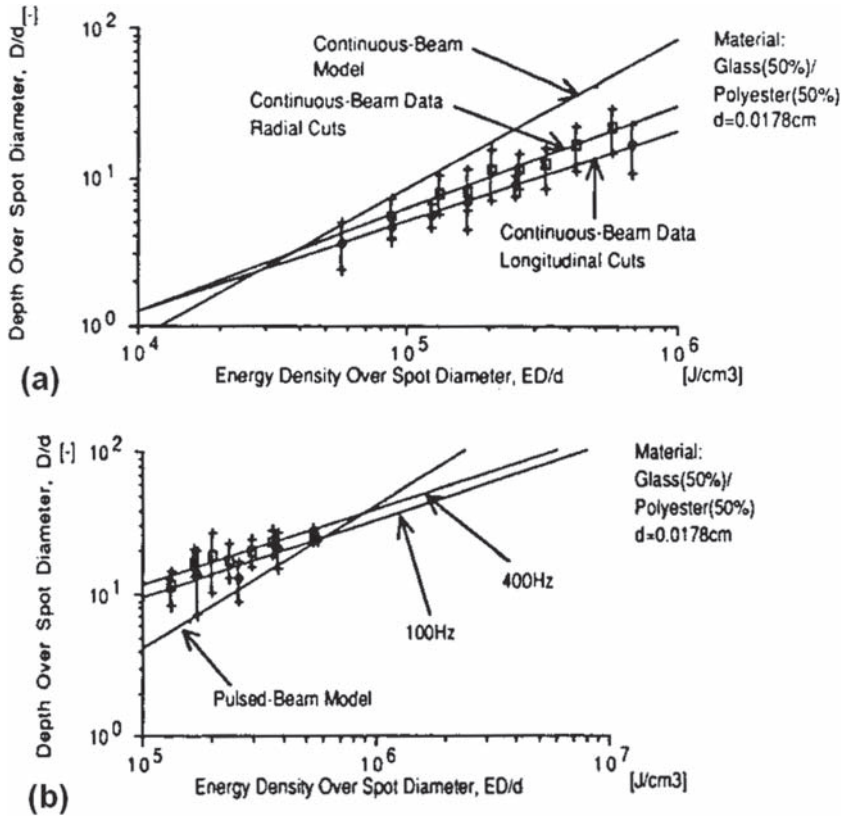 Depth Over Spot Diameter, D/d [-]
10^2
10^1
10^0
Continuous-Beam
Model
Continuous-Beam Data
Radial Cuts
Material:
Glass(50%)/
Polyester(50%)
d=0.0178cm
Continuous-Beam Data
Longitudinal Cuts
10^4
10^5
10^6
(a)
Energy Density Over Spot Diameter, ED/d
[J/cm3]
Depth Over Spot Diameter, D/d [-]
10^2
10^1
10^0
Material:
Glass(50%)/
Polyester(50%)
d=0.0178cm
400Hz
100Hz
Pulsed-Beam Model
10^5
10^6
10^7
(b)
Energy Density Over Spot Diameter, ED/d
[J/cm3]